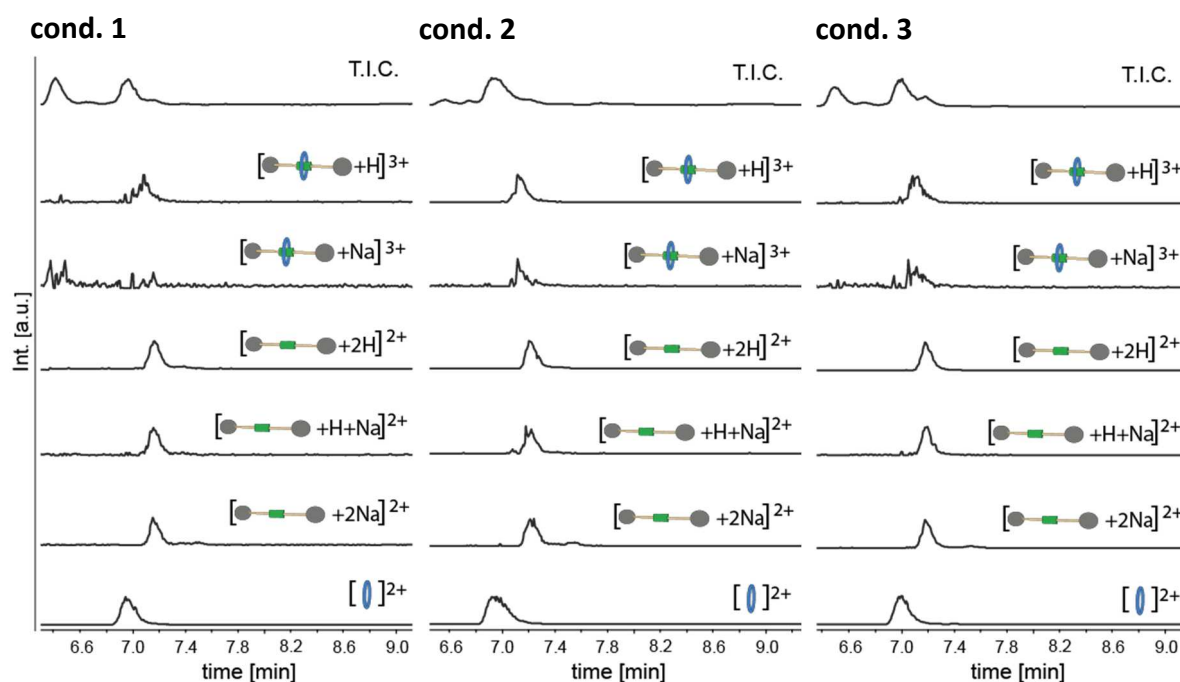 cond. 1
cond. 2
cond. 3
T.I.C.
T.I.C.
T.I.C.
[ +H]3+
[ +H]3+
[ +H]3+
[ +Na]3+
[ +Na]3+
[ +Na]3+
[ +2H]2+
[ +2H]2+
[ +2H]2+
[ +H+Na]2+
[ +H+Na]2+
[ +H+Na]2+
[ +2Na]2+
[ +2Na]2+
[ +2Na]2+
[ ]2+
[ ]2+
[ ]2+
Int. [a.u.]
6.6 7.4 7.8 8.2 8.6 9.0
6.6 7.0 7.4 7.8 8.2 8.6 9.0
6.6 7.0 7.4 7.8 8.2 8.6 9.0
time [min]
time [min]
time [min]